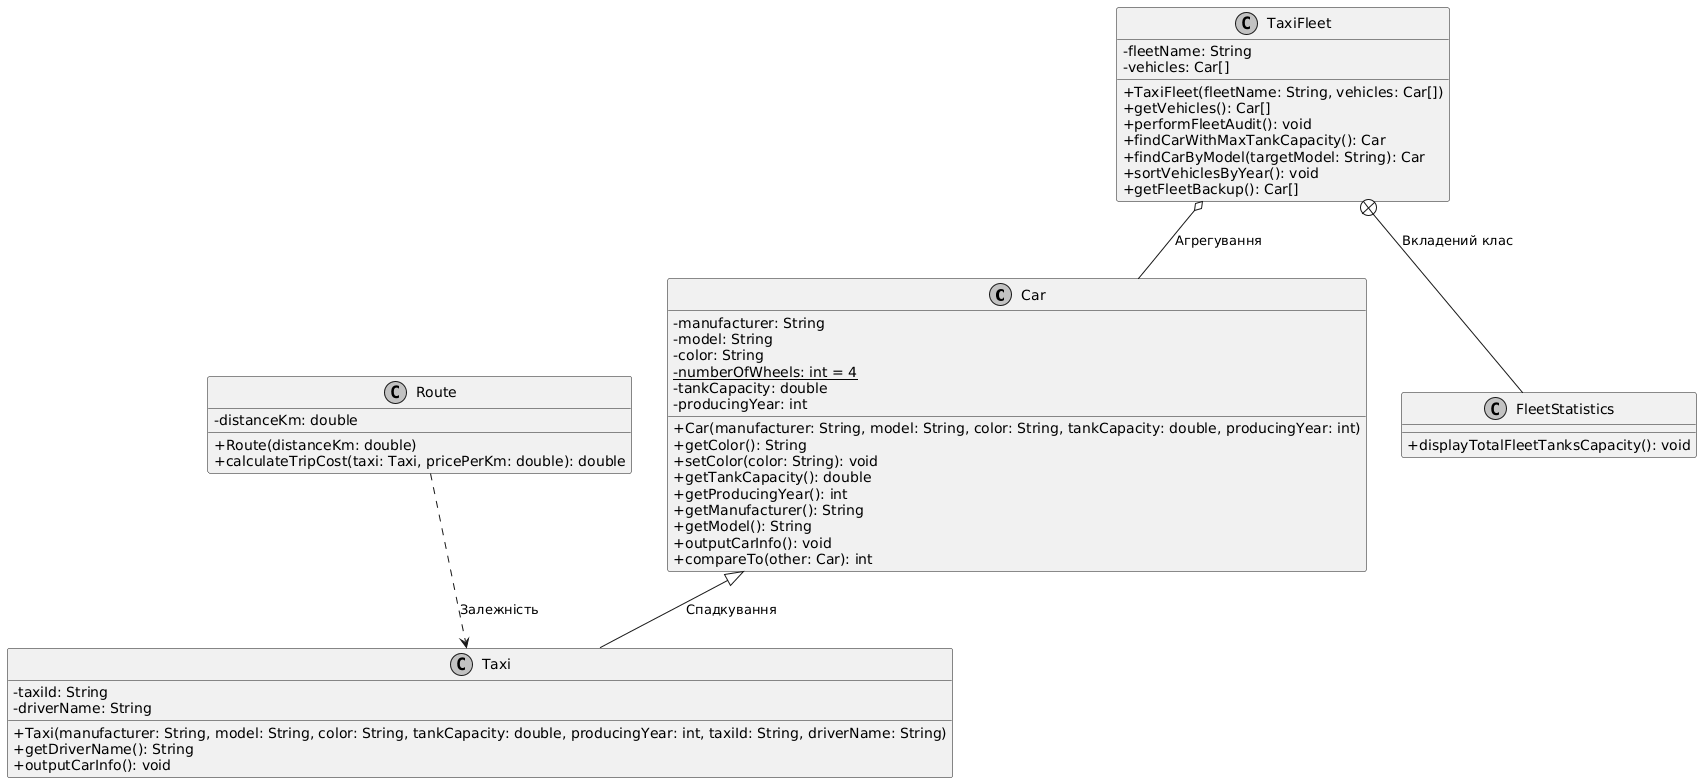 C TaxiFleet
-fleetName: String
-vehicles: Car[]
+TaxiFleet(fleetName: String, vehicles: Car[])
+getVehicles(): Car[]
+performFleetAudit(): void
+findCarWithMaxTankCapacity(): Car
+findCarByModel(targetModel: String): Car
+sortVehiclesByYear(): void
+getFleetBackup(): Car[]
Агрегування
Вкладений клас
C Car
-manufacturer: String
-model: String
-color: String
-numberOfWheels: int = 4
-tankCapacity: double
-producingYear: int
+Car(manufacturer: String, model: String, color: String, tankCapacity: double, producingYear: int)
+getColor(): String
+setColor(color: String): void
+getTankCapacity(): double
+getProducingYear(): int
+getManufacturer(): String
+getModel(): String
+outputCarInfo(): void
+compareTo(other: Car): int
C Route
-distanceKm: double
+Route(distanceKm: double)
+calculateTripCost(taxi: Taxi, pricePerKm: double): double
C FleetStatistics
+displayTotalFleetTanksCapacity(): void
Залежність
Спадкування
C Taxi
-taxiId: String
-driverName: String
+Taxi(manufacturer: String, model: String, color: String, tankCapacity: double, producingYear: int, taxiId: String, driverName: String)
+getDriverName(): String
+outputCarInfo(): void